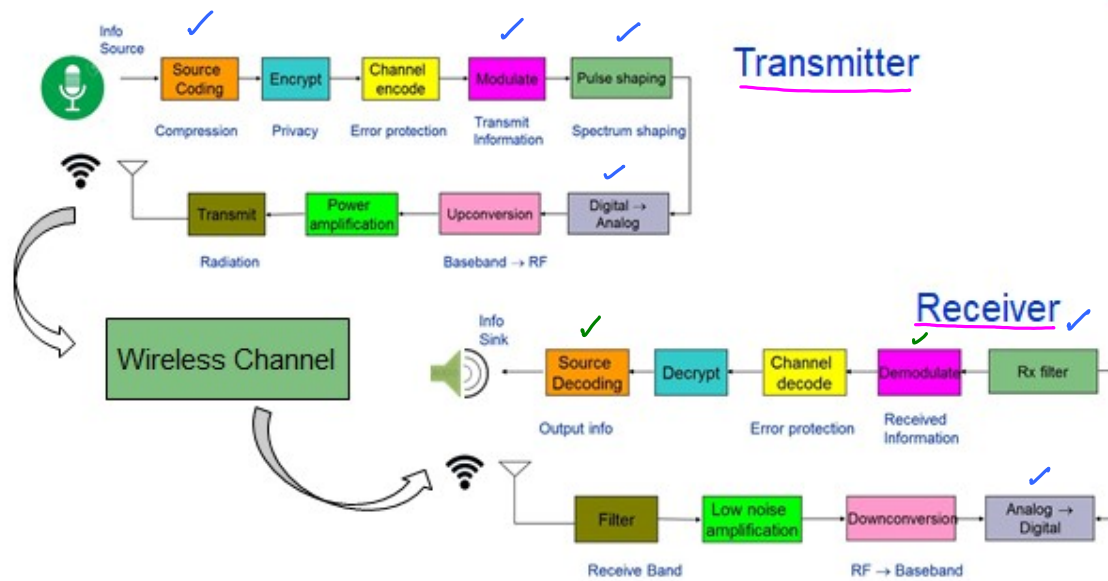 Info
Source
Source
Coding
Encrypt
Channel
encode
Modulate
Pulse shaping
Transmitter
Compression
Privacy
Error protection
Transmit
Information
Spectrum shaping
Transmit
Power
amplification
Upconversion
Digital →
Analog
Radiation
Baseband → RF
Receiver
Wireless Channel
Info
Sink
Source
Decoding
Decrypt
Channel
decode
Demodulate
Rx filter
Output info
Error protection
Received
Information
Filter
Low noise
amplification
Downconversion
Analog →
Digital
Receive Band
RF → Baseband